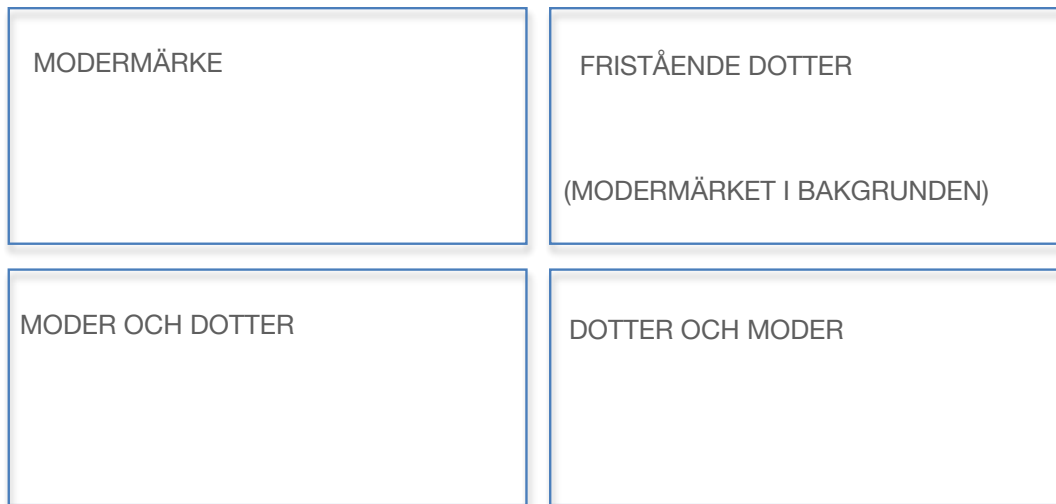 MODERMÄRKE
FRISTÅENDE DOTTER
(MODERMÄRKET I BAKGRUNDEN)
MODER OCH DOTTER
DOTTER OCH MODER